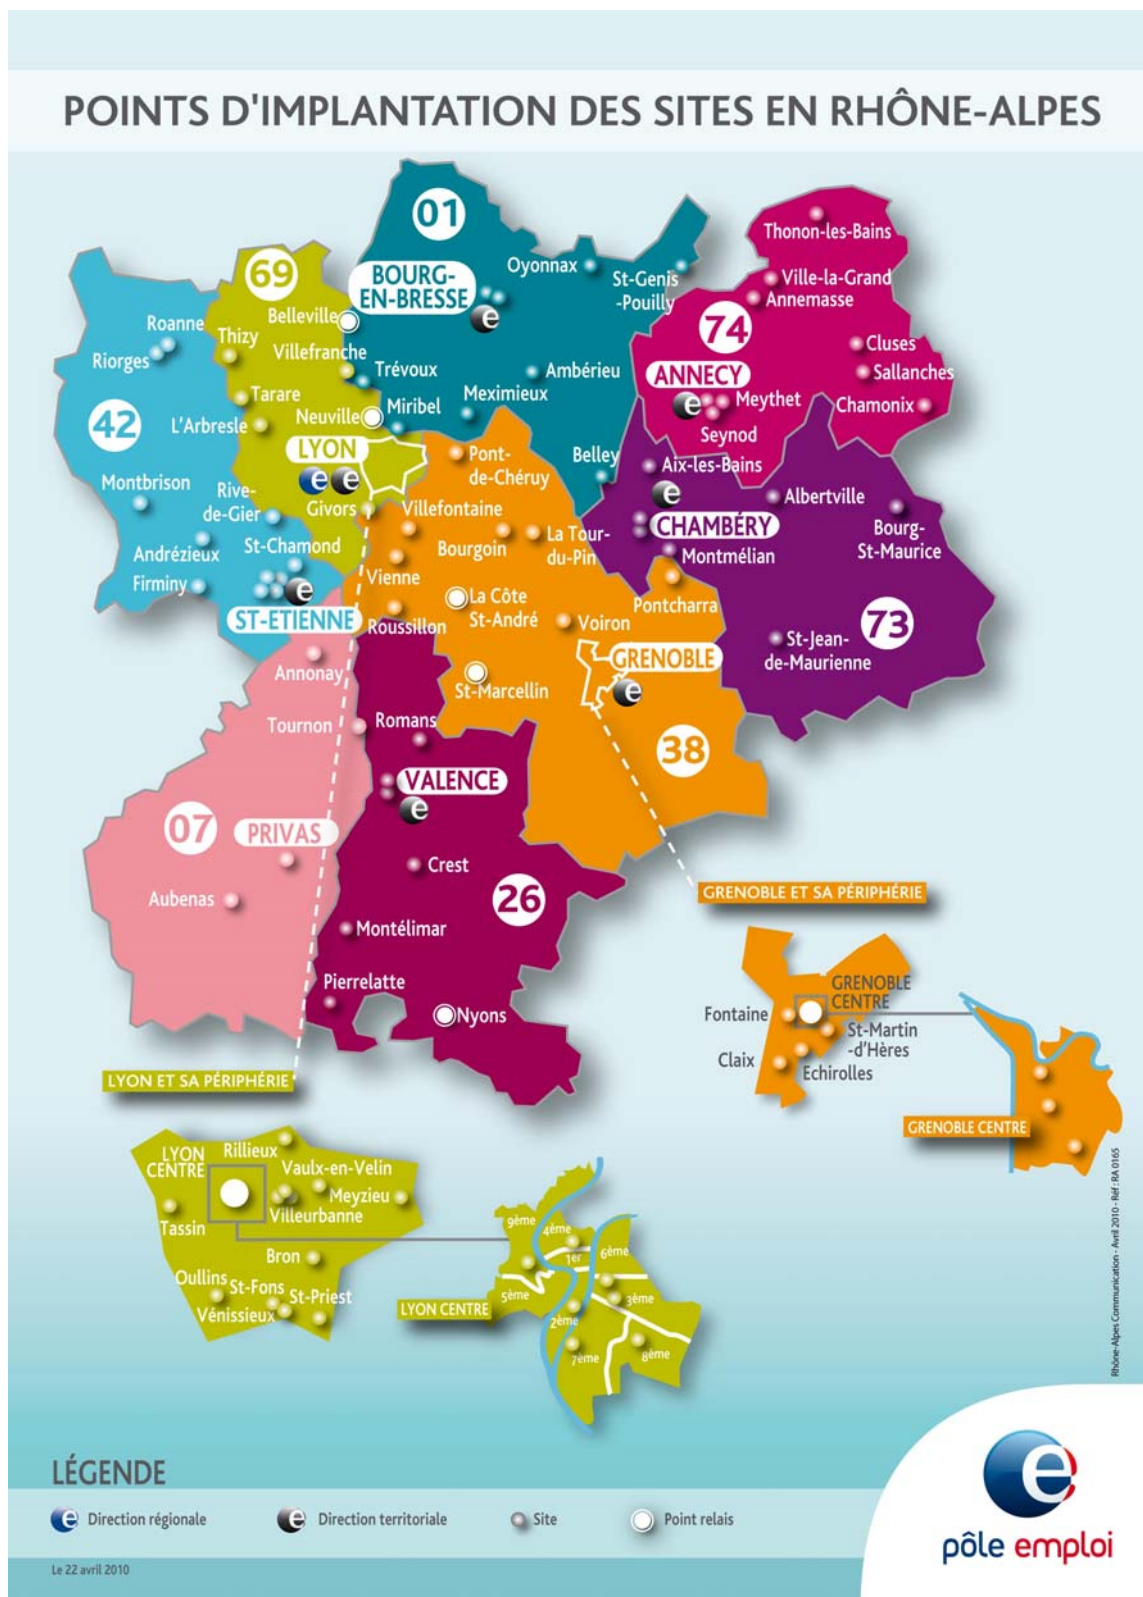 POINTS D'IMPLANTATION DES SITES EN RHÔNE-ALPES
01
Thonon-les-Bains
69
Oyonnax
St-Genis
-Pouilly
BOURG-
EN-BRESSE
Ville-la-Grand
Annemasse
Belleville
Roanne
Thizy
74
Riorges
Villefranche
Trévoux
Ambérieu
Cluses
ANNECY
Sallanches
Meximieux
Tarare
Neuville
Miribel
Meythet
Chamonix
42
L'Arbresle
Seynod
LYON
Pont-
de-Chéruy
Belley
Aix-les-Bains
Montbrison
Rive-
de-Gier
Givors
Villefontaine
Albertville
CHAMBÉRY
Bourg-
St-Maurice
Andrézieux
St-Chamond
Bourgoin
La Tour-
du-Pin
Montmélian
Firminy
Vienne
La Côte
St-André
Pontcharra
ST-ETIENNE
Roussillon
Voiron
73
St-Jean-
de-Maurienne
GRENOBLE
Annonay
St-Marcellin
Tournon
Romans
38
VALENCE
07
PRIVAS
Crest
26
Aubenas
Montélimar
Pierrelatte
Nyons
GRENOBLE ET SA PÉRIPHÉRIE
GRENOBLE
CENTRE
Fontaine
St-Martin
-d'Hères
Claix
Echirolles
GRENOBLE CENTRE
LYON ET SA PÉRIPHÉRIE
LYON
CENTRE
Rillieux
Vaulx-en-Velin
Meyzieu
Villeurbanne
Tassin
Bron
Oullins
St-Fons
St-Priest
Vénissieux
LYON CENTRE
9ème
4ème
1er
6ème
5ème
3ème
2ème
7ème
8ème
Rhône-Alpes Communication - Avril 2010 - Réf : RA 0165
LÉGENDE
Direction régionale
Direction territoriale
Site
Point relais
Le 22 avril 2010
pôle emploi